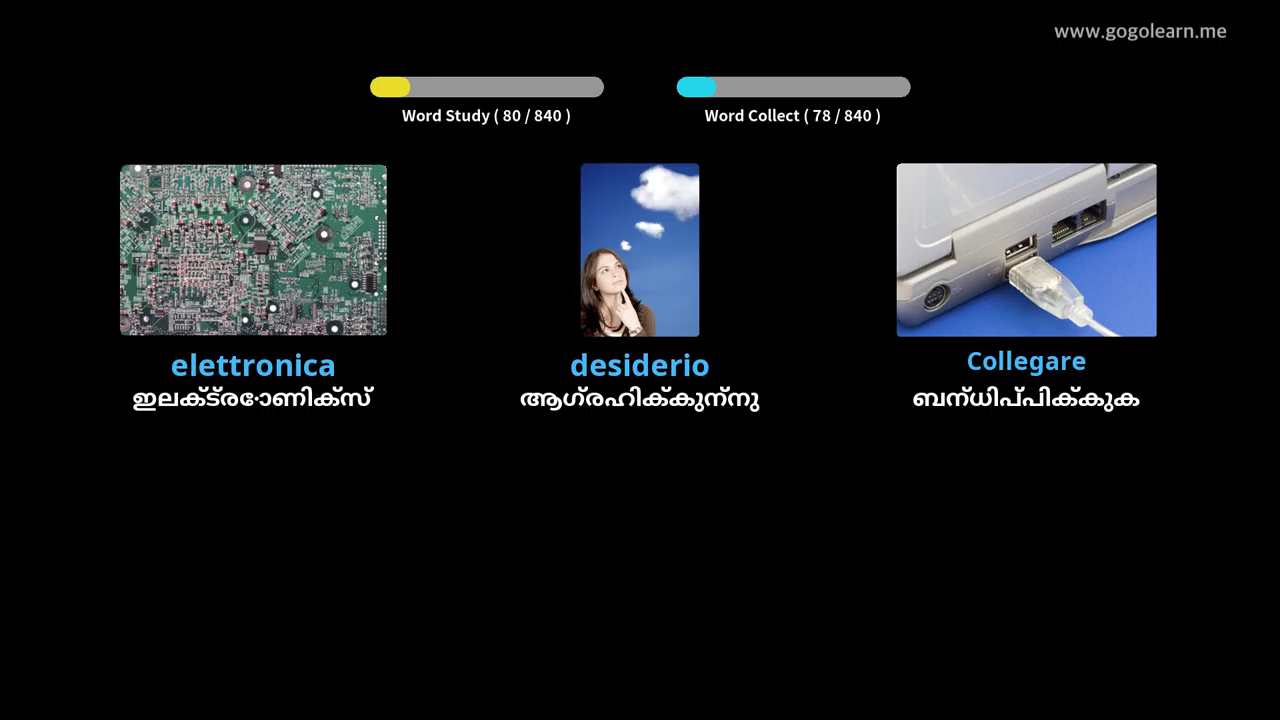 www.gogolearn.me
Word Study ( 80 / 840 )
Word Collect ( 78 / 840 )
elettronica
desiderio
Collegare
ഇലക്ട്രോണിക്സ്
ആഗ്രഹിക്കുന്നു
ബന്ധിപ്പിക്കുക